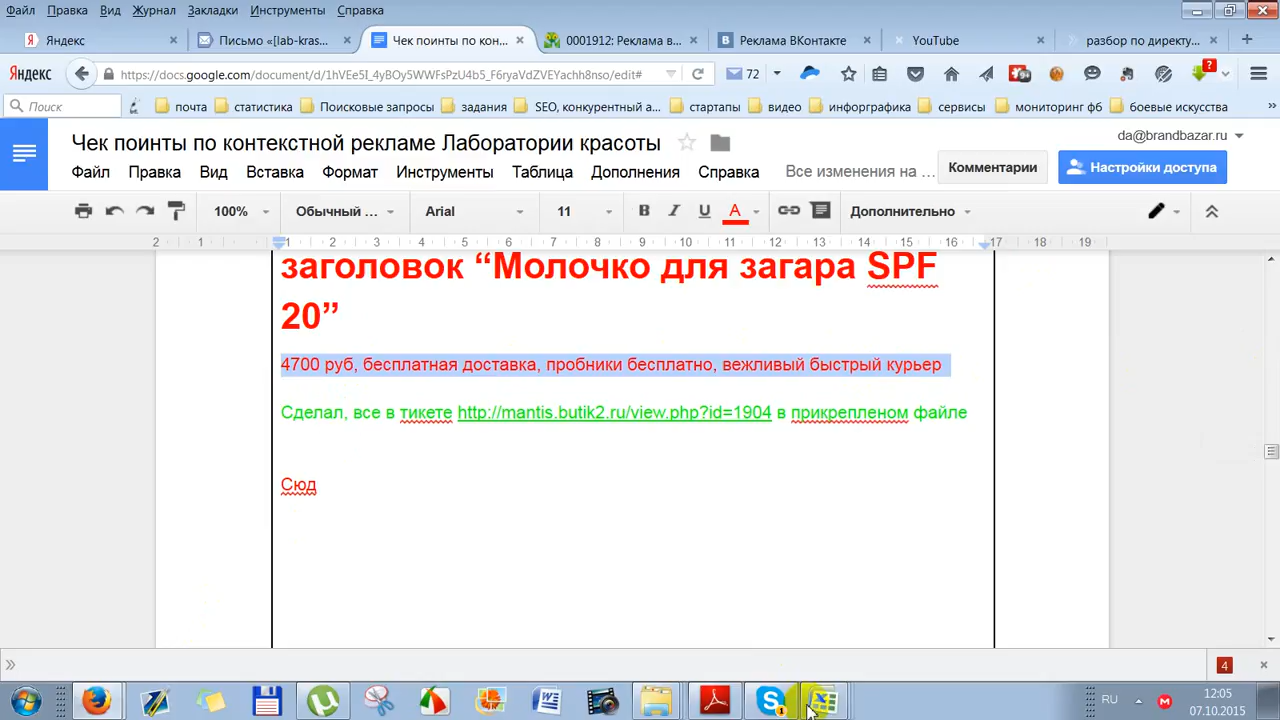 Файл Правка Вид Журнал Закладки Инструменты Справка
Яндекс Письмо «[lab-kras... Чек поинты по кон... 0001912: Реклама в... Реклама ВКонтакте YouTube разбор по директу...
Яндекс https://docs.google.com/document/d/1hVEe5I_4yBOy5WWFsPzU4b5_F6ryaVdZVEYachh8nso/edit# 72 ?
Поиск почта статистика Поисковые запросы задания SEO, конкурентный а... стартапы видео инфорграфика сервисы мониторинг фб боевые искусства »
Чек поинты по контекстной рекламе Лаборатории красоты da@brandbazar.ru
Файл Правка Вид Вставка Формат Инструменты Таблица Дополнения Справка Все изменения на ... Комментарии Настройки доступа
100% Обычный ... Arial 11 B I U A Дополнительно
2 1 1 2 3 4 5 6 7 8 9 10 11 12 13 14 15 16 17 18 19
заголовок “Молочко для загара SPF
20”
4700 руб, бесплатная доставка, пробники бесплатно, вежливый быстрый курьер
Сделал, все в тикете http://mantis.butik2.ru/view.php?id=1904 в прикрепленом файле
Сюд
4
RU 12:05
07.10.2015